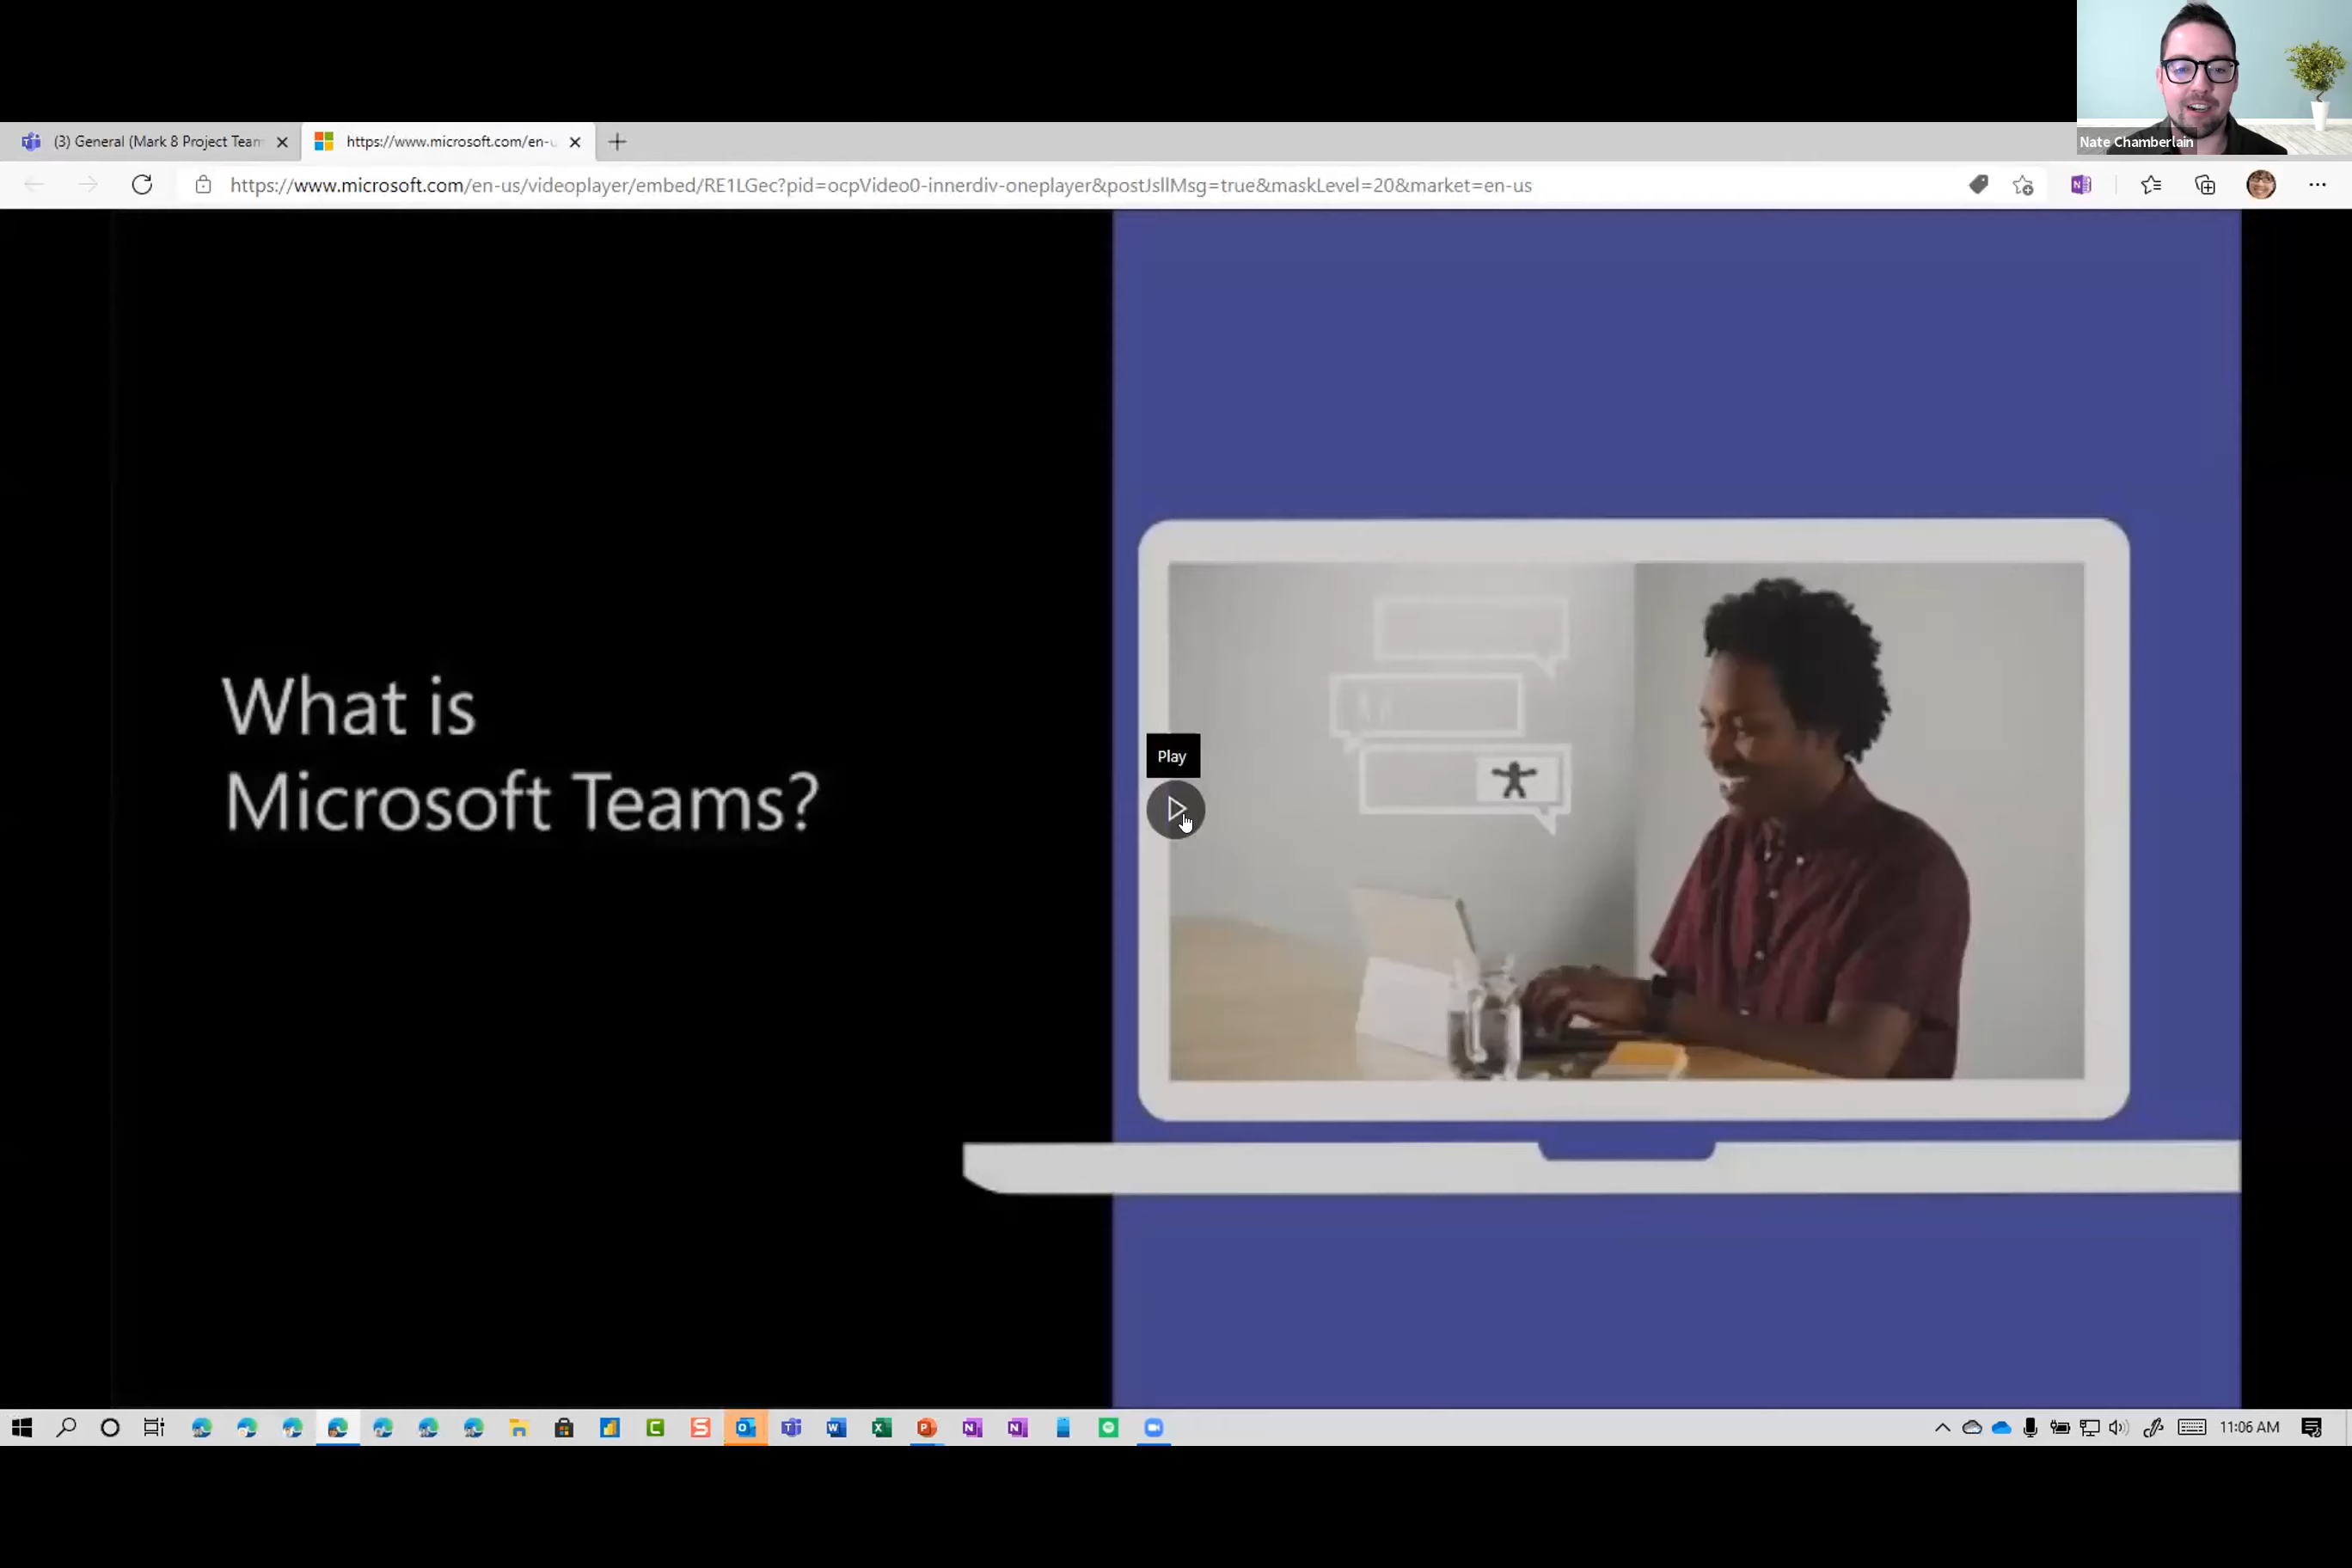 Nate Chamberlain
(3) General (Mark 8 Project Team
https://www.microsoft.com/en-u
https://www.microsoft.com/en-us/videoplayer/embed/RE1LGec?pid=ocpVideo0-innerdiv-oneplayer&postJsllMsg=true&maskLevel=20&market=en-us
What is
Microsoft Teams?
Play
11:06 AM